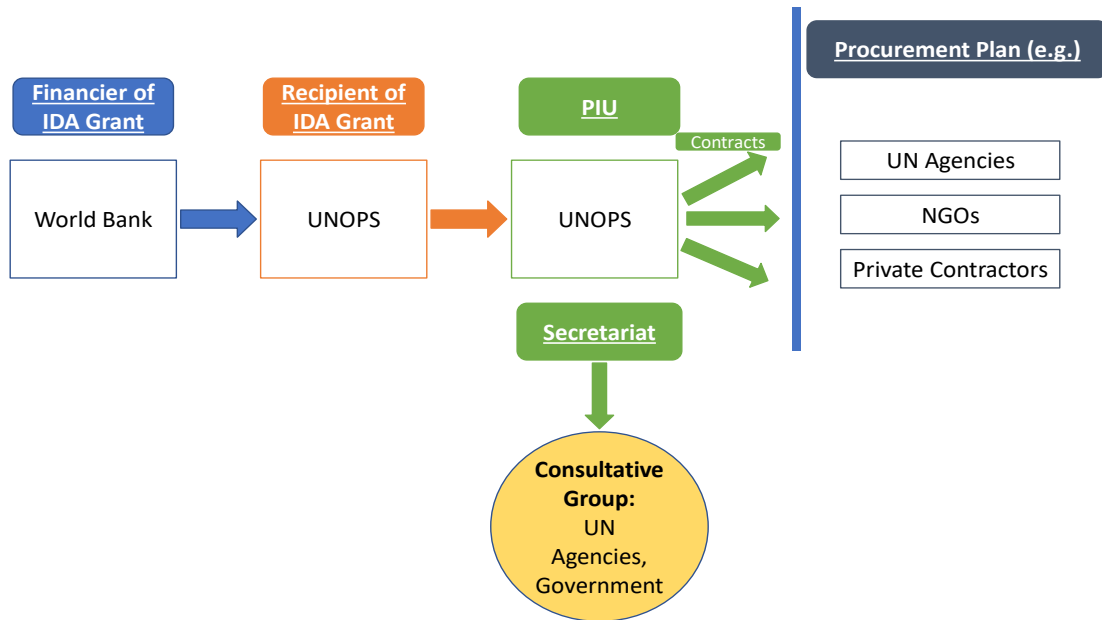 Procurement Plan (e.g.)
Financier of
IDA Grant
Recipient of
IDA Grant
PIU
Contracts
World Bank
UNOPS
UNOPS
UN Agencies
NGOs
Private Contractors
Secretariat
Consultative
Group:
UN
Agencies,
Government